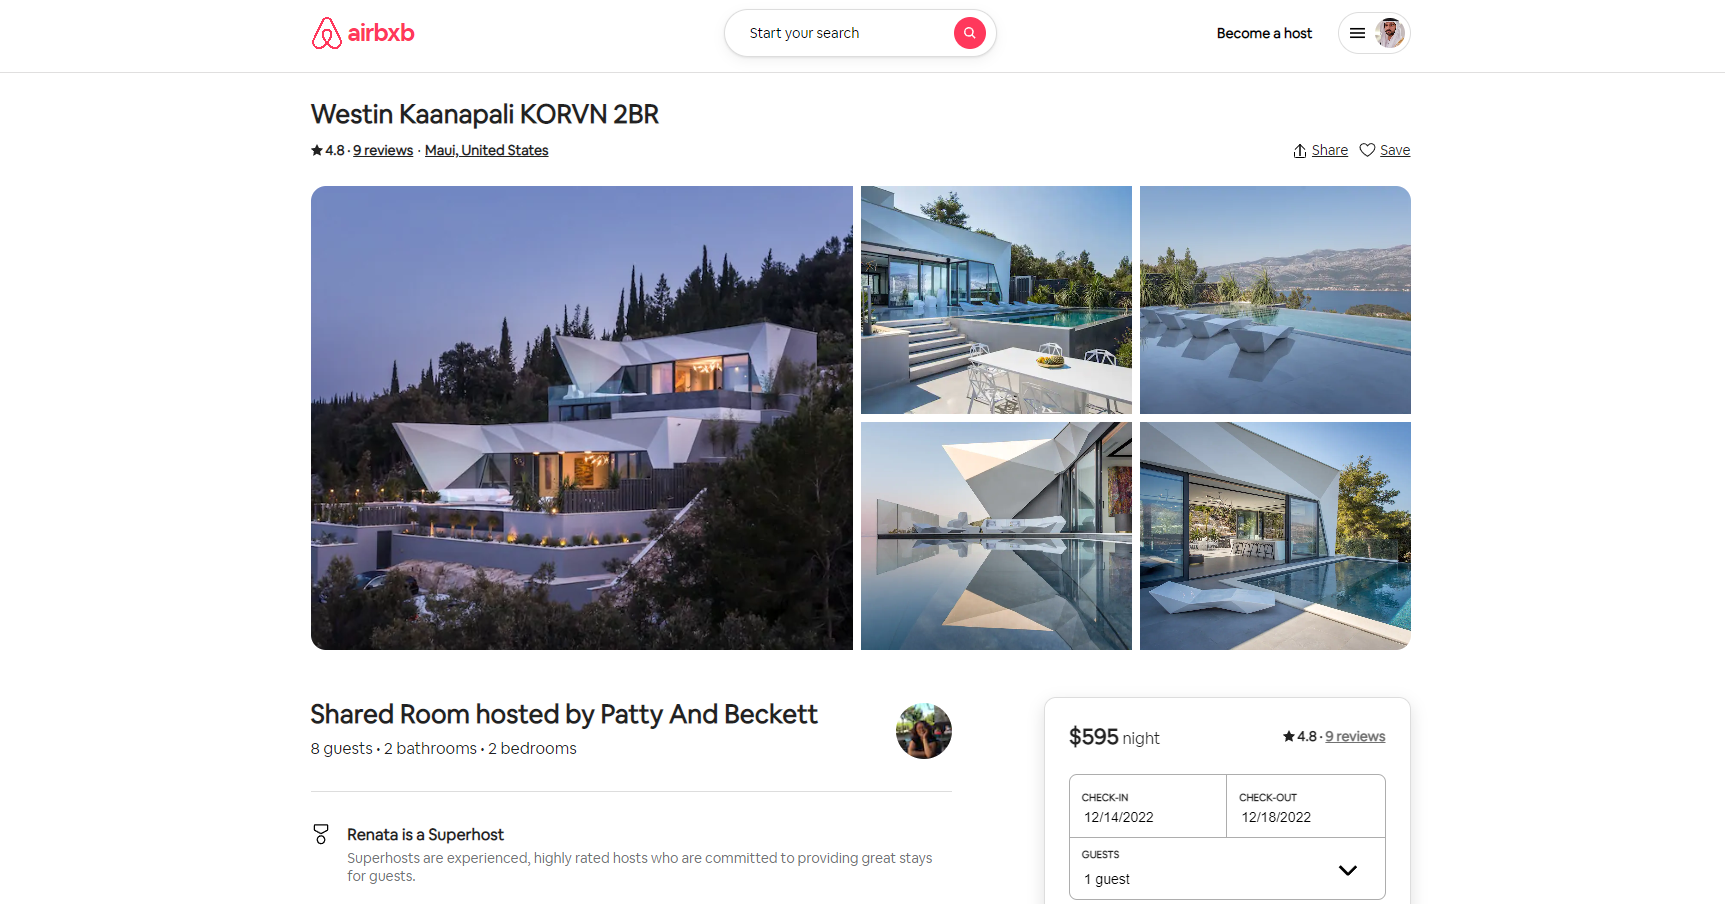 airbxb
Start your search
Become a host
Westin Kaanapali KORVN 2BR
4.8 · 9 reviews · Maui, United States
Share
Save
Shared Room hosted by Patty And Beckett
8 guests • 2 bathrooms • 2 bedrooms
Renata is a Superhost
Superhosts are experienced, highly rated hosts who are committed to providing great stays
for guests.
$595 night
4.8 · 9 reviews
CHECK-IN
12/14/2022
CHECK-OUT
12/18/2022
GUESTS
1 guest